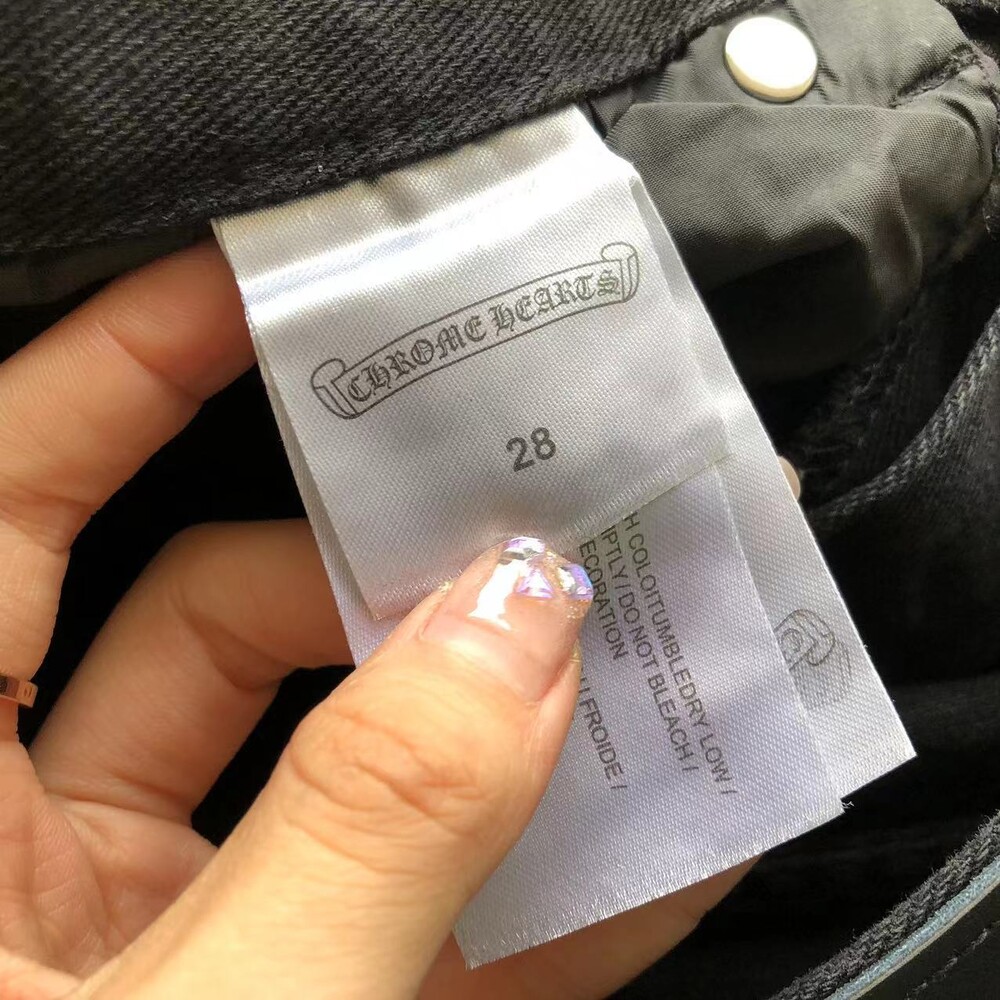 CHROME HEARTS
28
H COLOITUMBLEDRY LOW /
PTLY / DO NOT BLEACH /
ECORATION
FROIDE /